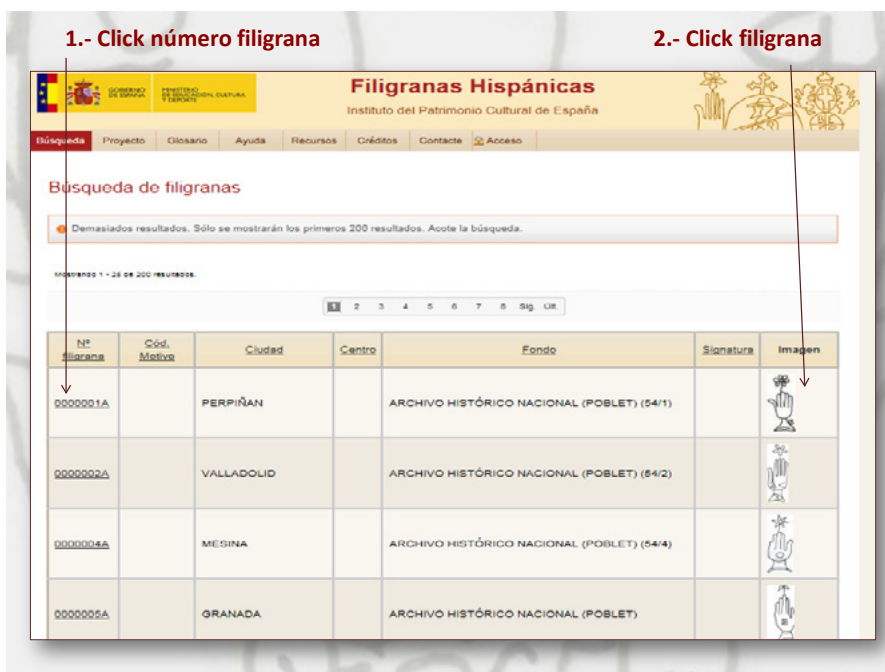 1.- Click número filigrana
2.- Click filigrana
GOBIERNO DE ESPAÑA
MINISTERIO DE EDUCACIÓN, CULTURA Y DEPORTE
Filigranas Hispánicas
Instituto del Patrimonio Cultural de España
Búsqueda Proyecto Glosario Ayuda Recursos Créditos Contacte Acceso
Búsqueda de filigranas
Demasiados resultados. Sólo se mostrarán los primeros 200 resultados. Acote la búsqueda.
Mostrando 1 - 25 de 200 resultados.
1 2 3 4 5 6 7 8 Sig. Últ.
Nº filigrana Cód. Motivo Ciudad Centro Fondo Signatura Imagen
0000001A PERPIÑAN ARCHIVO HISTÓRICO NACIONAL (POBLET) (54/1)
0000002A VALLADOLID ARCHIVO HISTÓRICO NACIONAL (POBLET) (54/2)
0000004A MESINA ARCHIVO HISTÓRICO NACIONAL (POBLET) (54/4)
0000005A GRANADA ARCHIVO HISTÓRICO NACIONAL (POBLET)